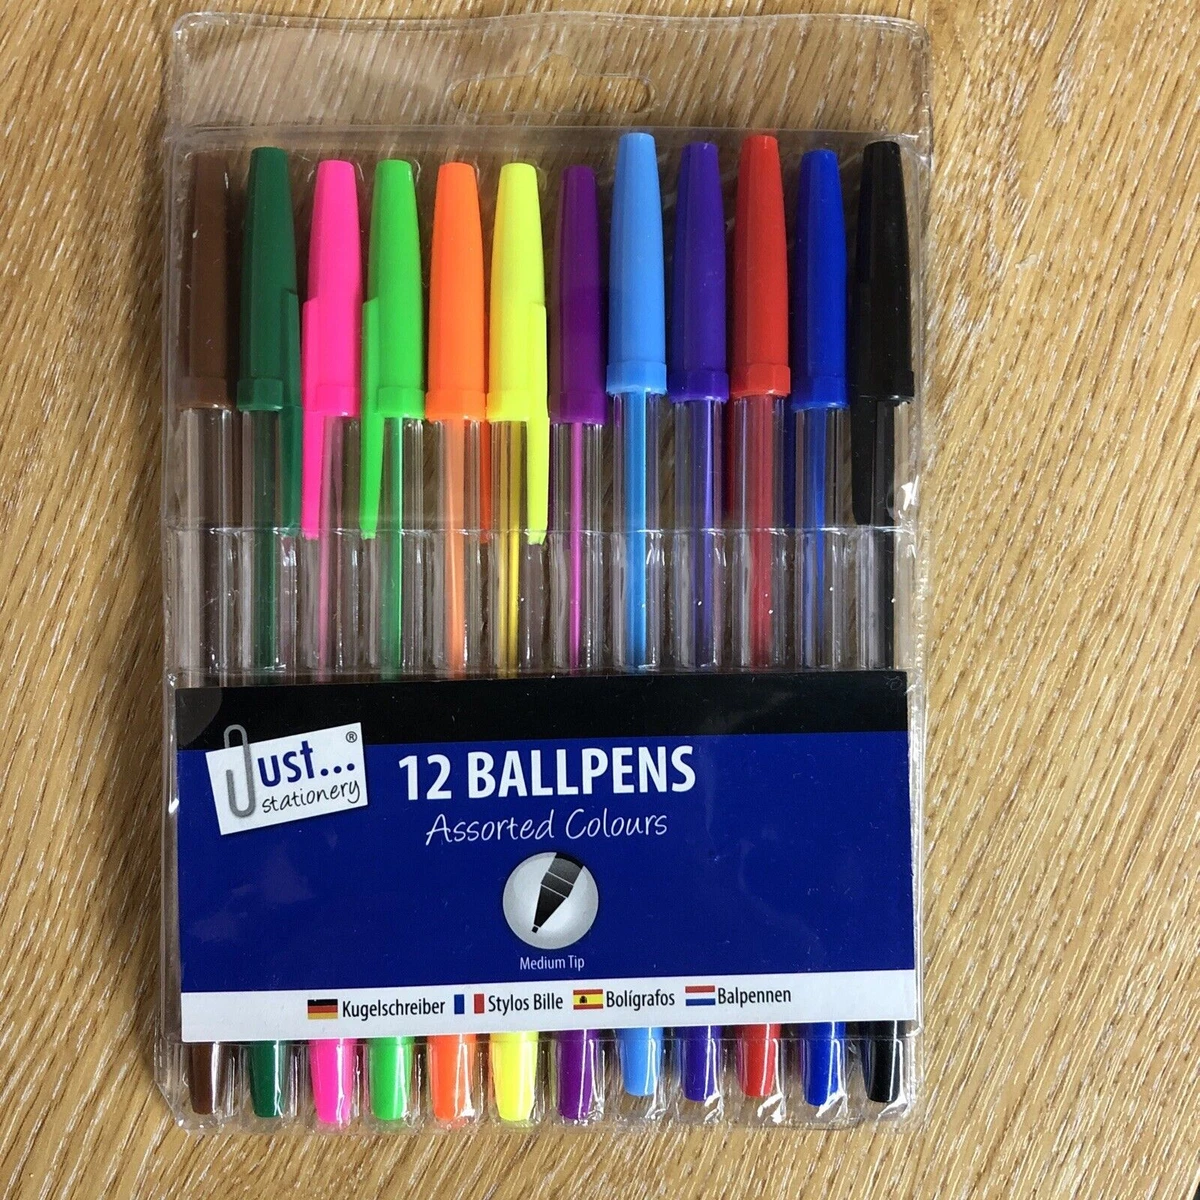 Just... ®
stationery
12 BALLPENS
Assorted Colours
Medium Tip
Kugelschreiber Stylos Bille Bolígrafos Balpennen